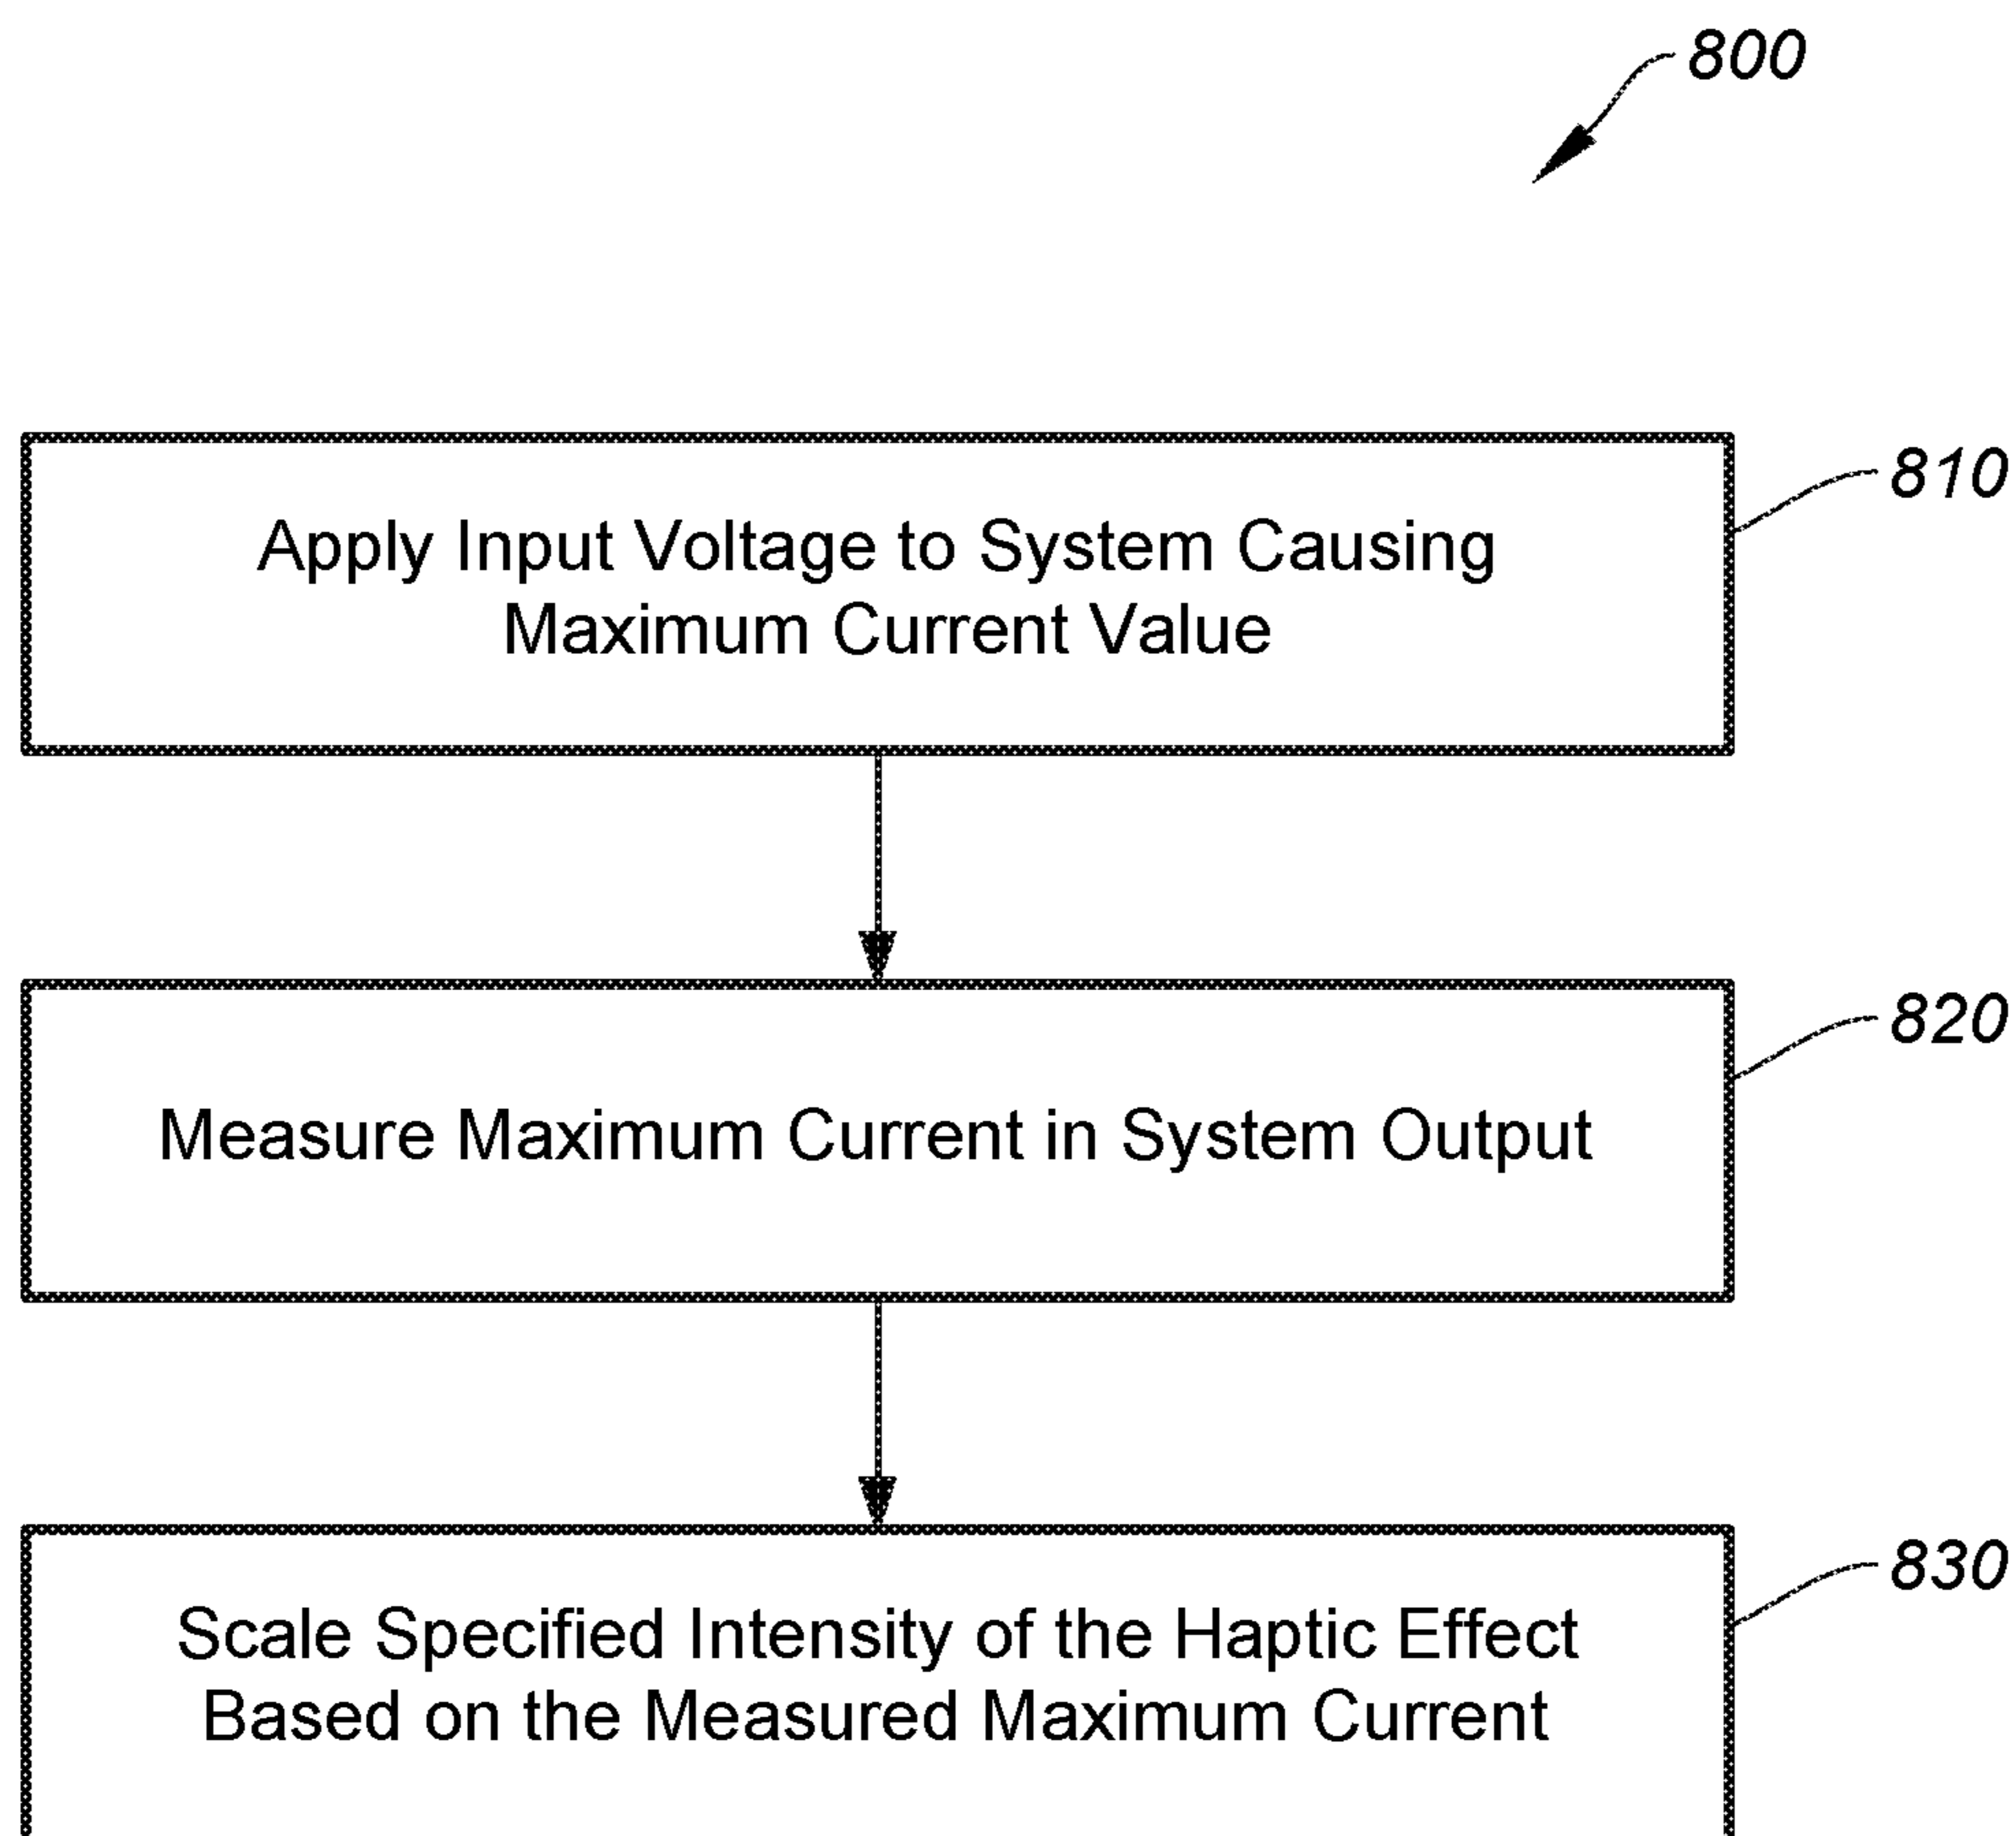 800
810
Apply Input Voltage to System Causing
Maximum Current Value
820
Measure Maximum Current in System Output
830
Scale Specified Intensity of the Haptic Effect
Based on the Measured Maximum Current